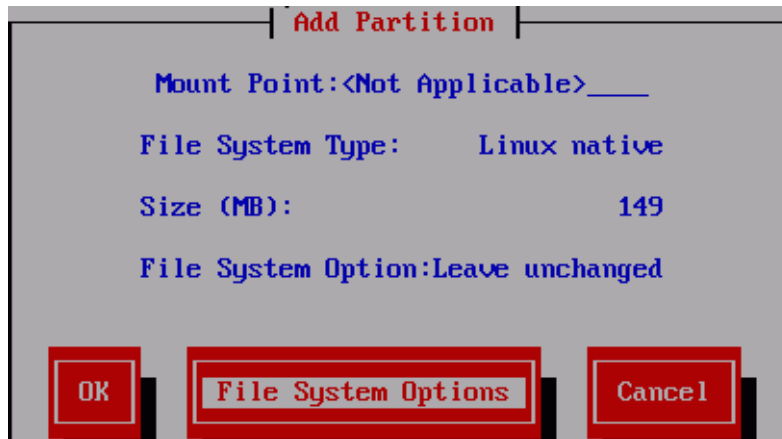 Add Partition
Mount Point:<Not Applicable>____
File System Type: Linux native
Size (MB): 149
File System Option:Leave unchanged
OK File System Options Cancel